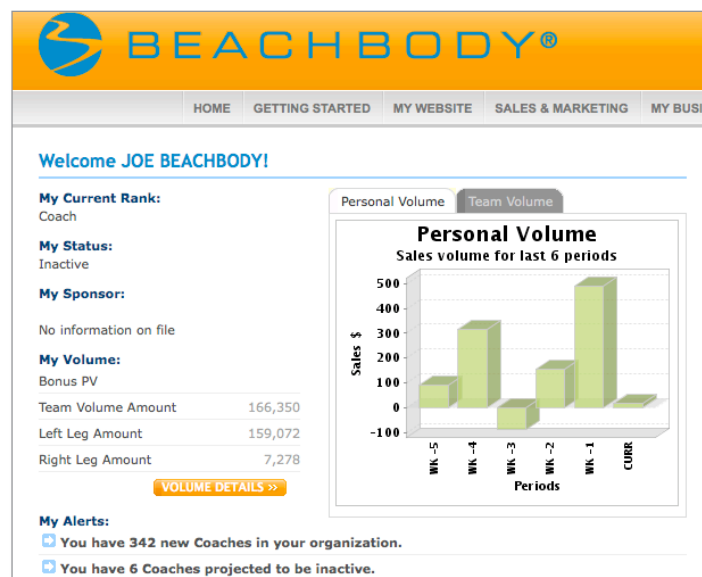 BEACHBODY®
HOME GETTING STARTED MY WEBSITE SALES & MARKETING MY BUSI
Welcome JOE BEACHBODY!
My Current Rank:
Coach
My Status:
Inactive
My Sponsor:
No information on file
My Volume:
Bonus PV
Team Volume Amount 166,350
Left Leg Amount 159,072
Right Leg Amount 7,278
VOLUME DETAILS »
Personal Volume Team Volume
Personal Volume
Sales volume for last 6 periods
Sales $
500
400
300
200
100
0
-100
WK -5 WK -4 WK -3 WK -2 WK -1 CURR
Periods
My Alerts:
You have 342 new Coaches in your organization.
You have 6 Coaches projected to be inactive.